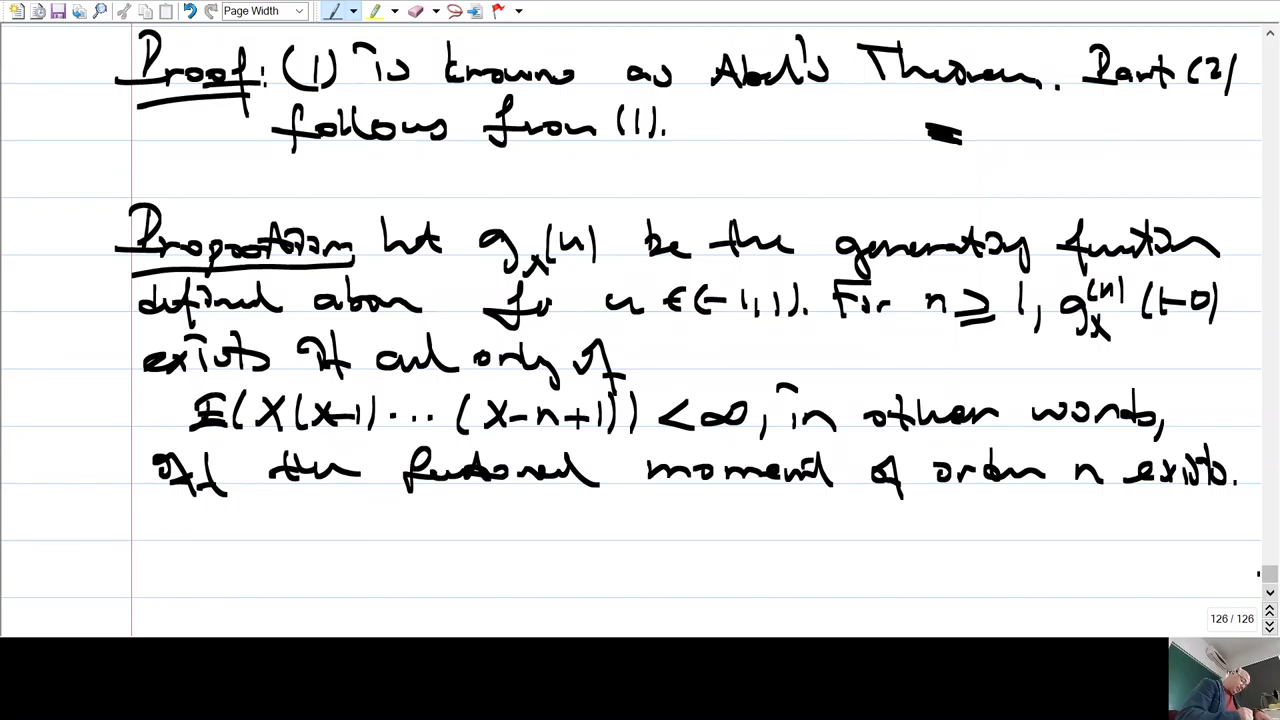 Page Width
Proof: (1) is known as Abel's Theorem. Part (2)
follows from (1).
Proposition Let g_X(u) be the generating function
defined above for u ∈ (-1,1). For n ≥ 1, g_X^{(n)}(1-0)
exists if and only if
E(X(X-1)...(X-n+1)) < ∞, in other words,
iff the factorial moment of order n exists.
126 / 126